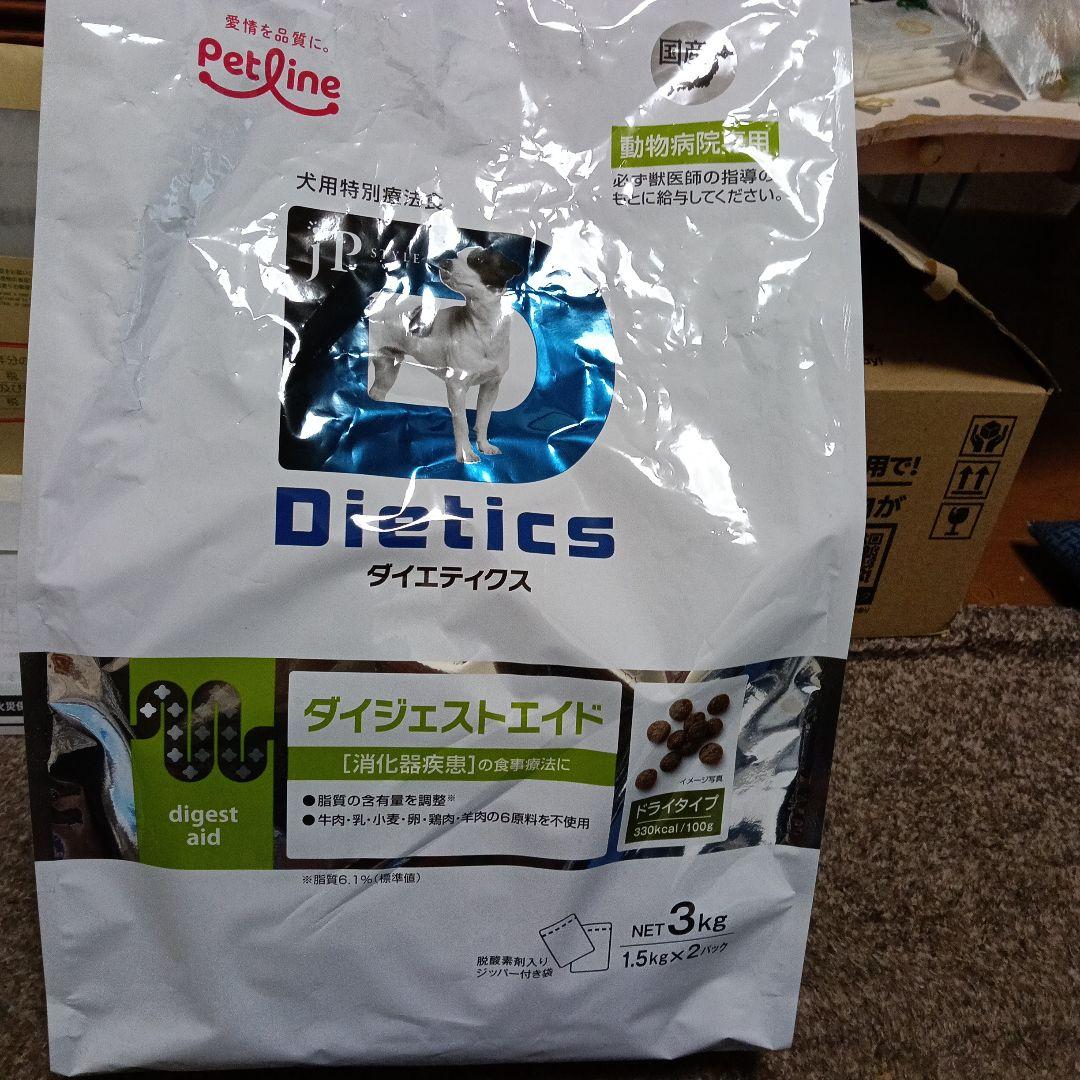 愛情を品質に。
Petline
国産
動物病院専用
必ず獣医師の指導の
もとに給与してください。
犬用特別療法食
JP STYLE
Dietics
ダイエティクス
ダイジェストエイド
[消化器疾患]の食事療法に
●脂質の含有量を調整※
●牛肉・乳・小麦・卵・鶏肉・羊肉の6原料を不使用
digest
aid
イメージ写真
ドライタイプ
330kcal/100g
※脂質6.1%(標準値)
脱酸素剤入り
ジッパー付き袋
NET 3kg
1.5kg×2パック
用で!
が